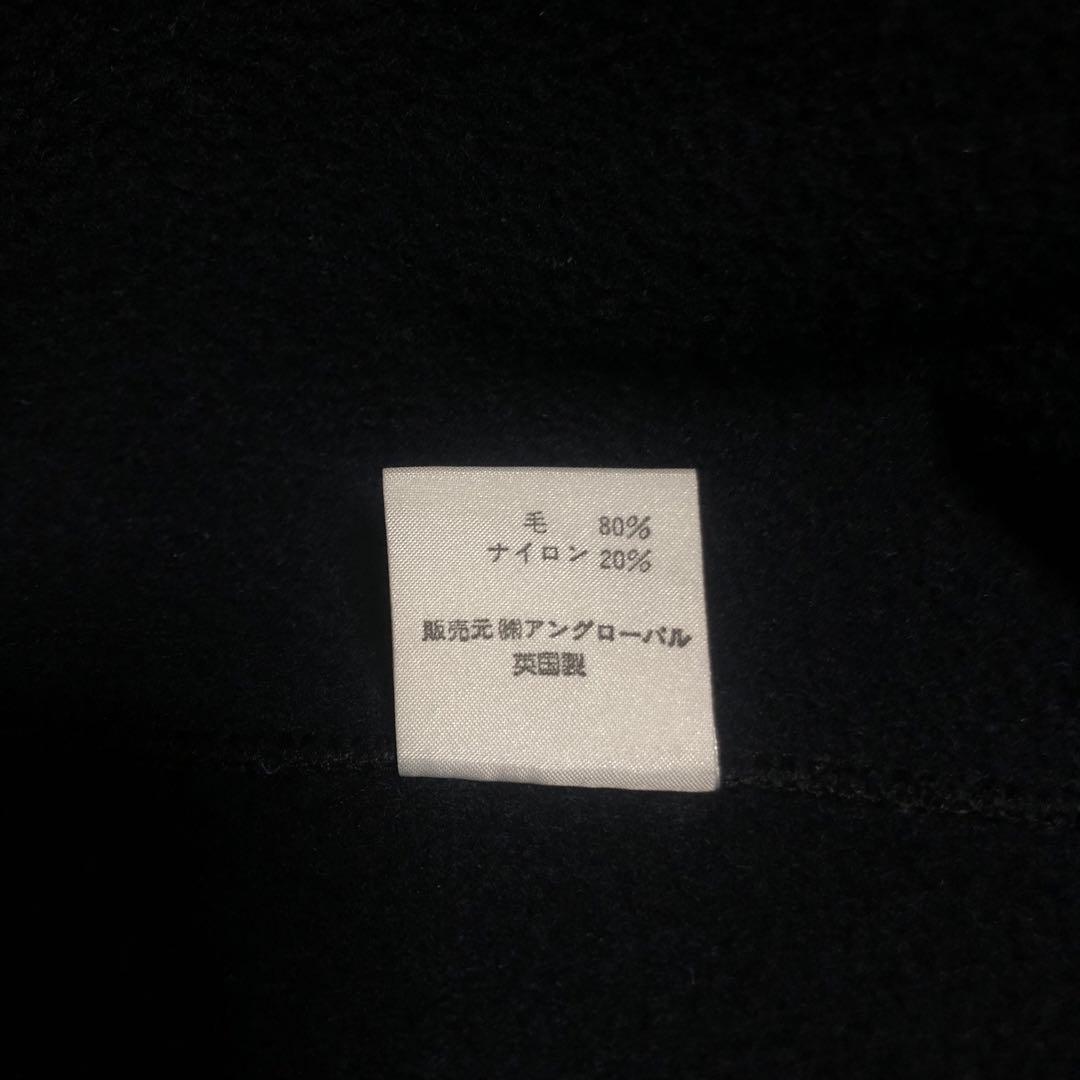 毛 80%
ナイロン 20%
販売元 ㈱アングローバル
英国製